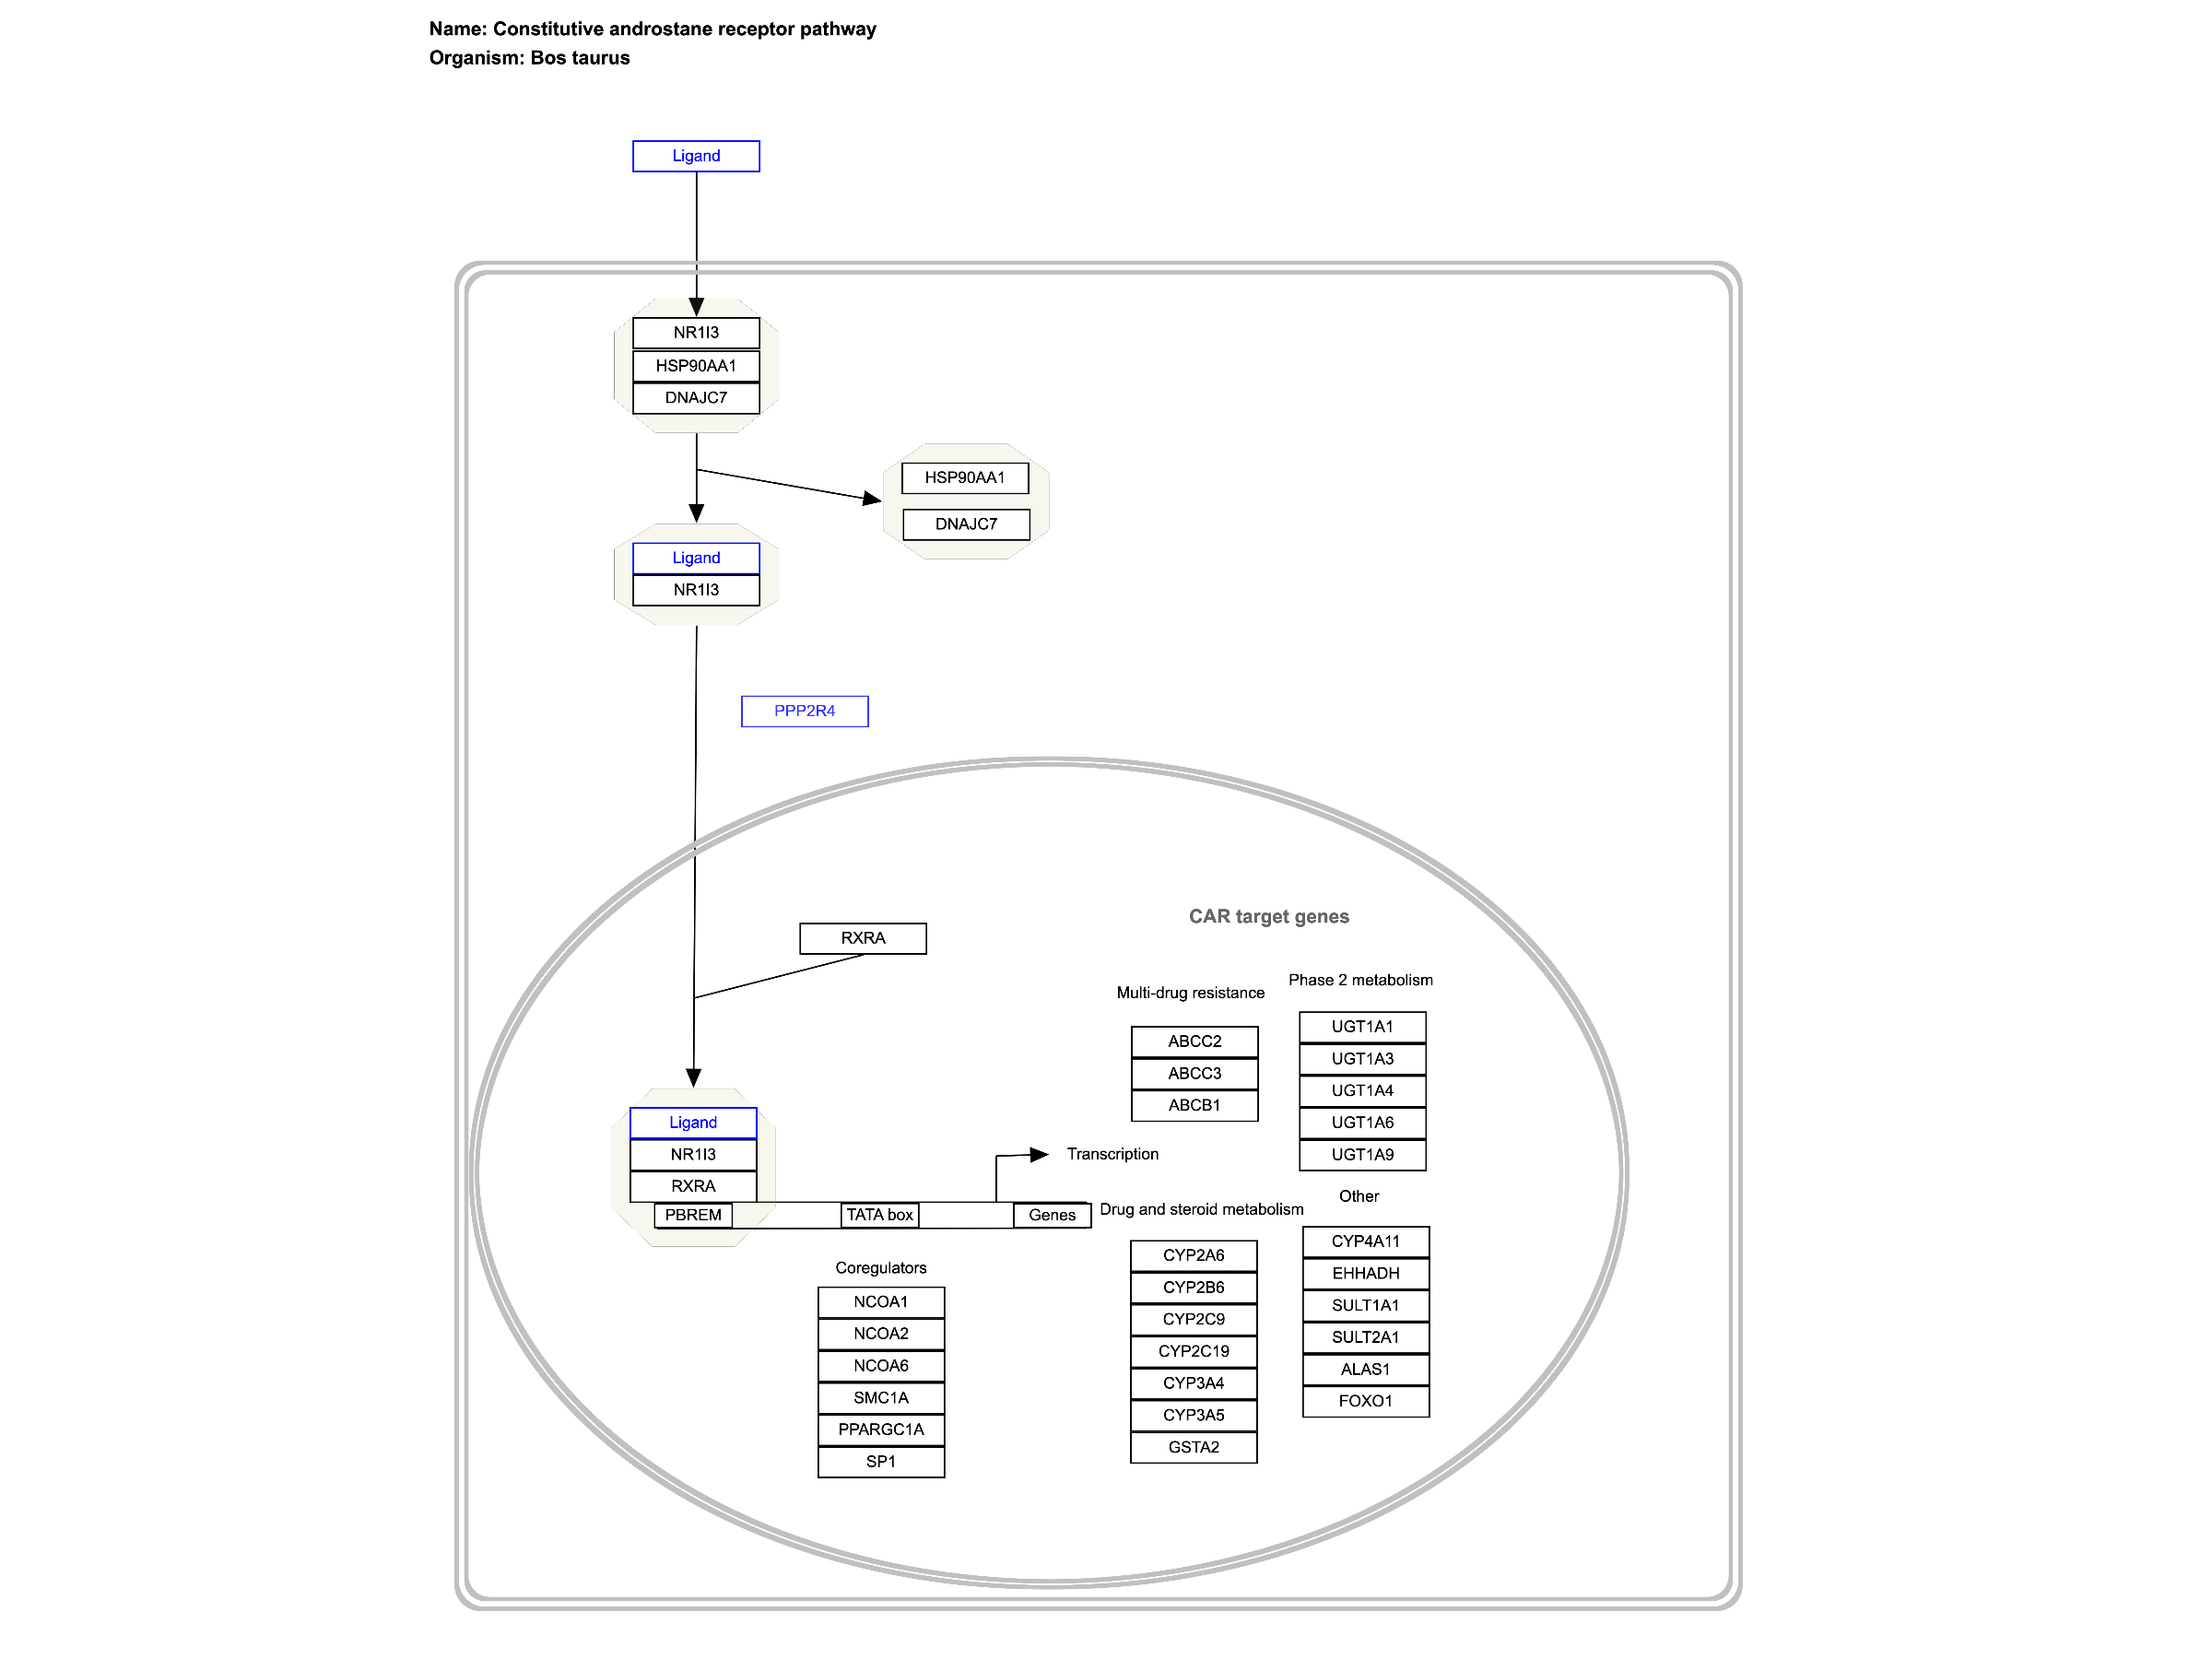 Name: Constitutive androstane receptor pathway
Organism: Bos taurus
Ligand
NR1I3
HSP90AA1
DNAJC7
HSP90AA1
DNAJC7
Ligand
NR1I3
PPP2R4
RXRA
CAR target genes
Multi-drug resistance
ABCC2
ABCC3
ABCB1
Phase 2 metabolism
UGT1A1
UGT1A3
UGT1A4
UGT1A6
UGT1A9
Ligand
NR1I3
RXRA
PBREM
TATA box
Genes
Transcription
Coregulators
NCOA1
NCOA2
NCOA6
SMC1A
PPARGC1A
SP1
Drug and steroid metabolism
CYP2A6
CYP2B6
CYP2C9
CYP2C19
CYP3A4
CYP3A5
GSTA2
Other
CYP4A11
EHHADH
SULT1A1
SULT2A1
ALAS1
FOXO1